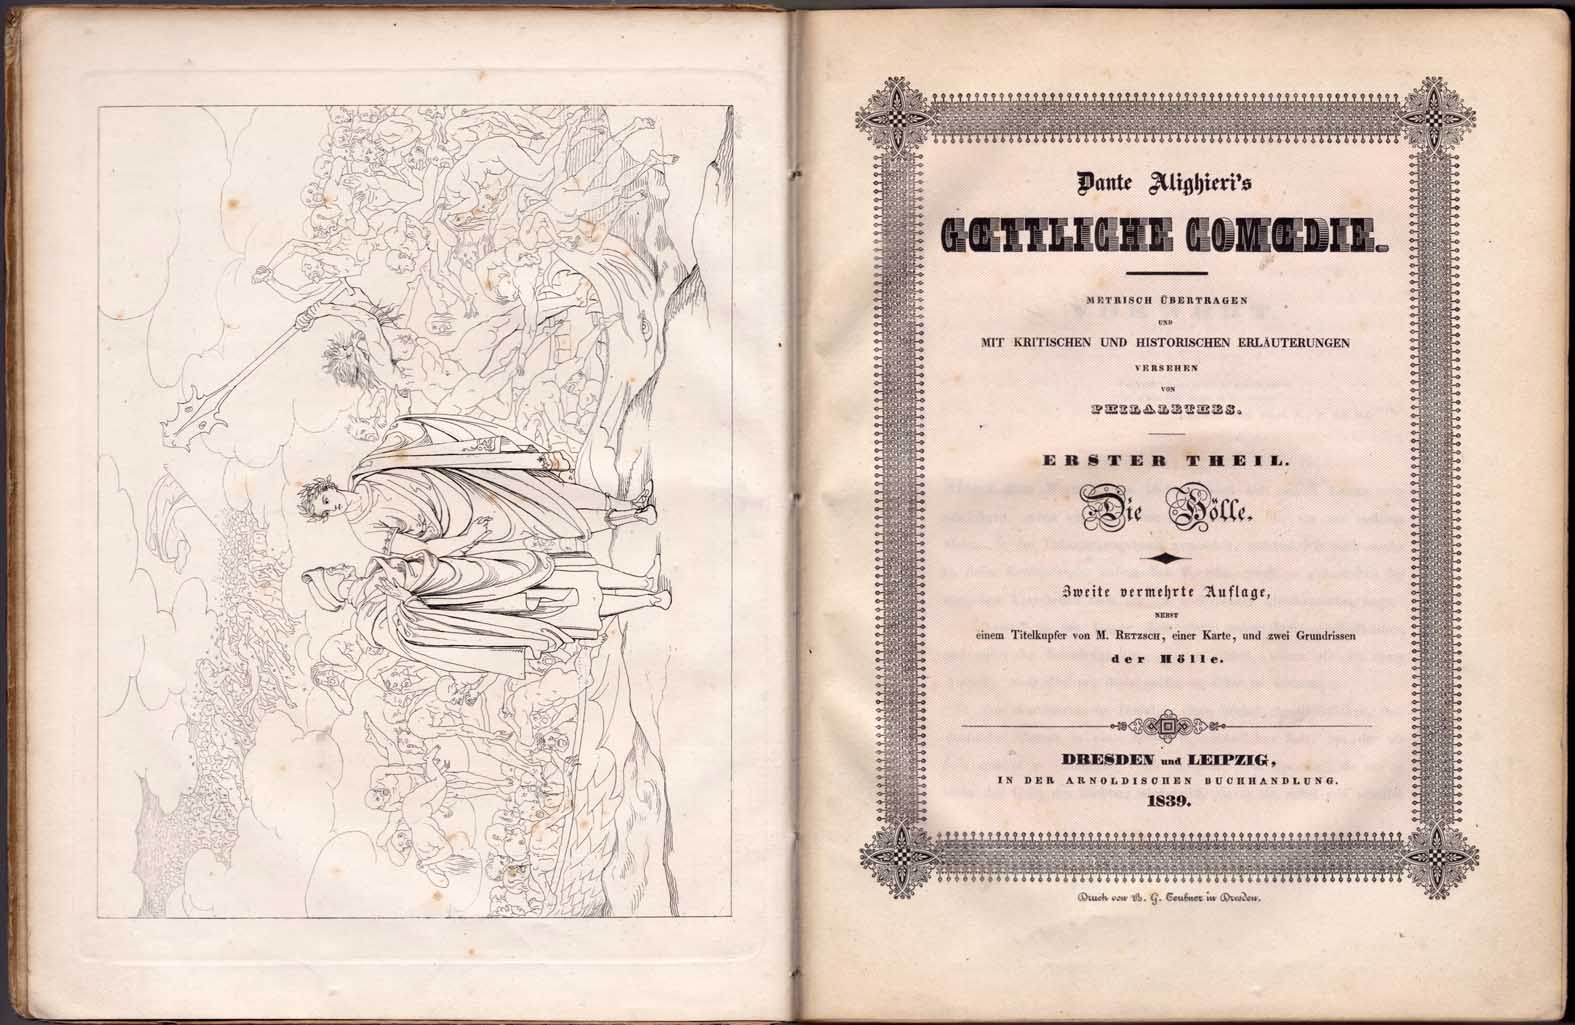 Dante Alighieri's
GŒTTLICHE COMŒDIE.
METRISCH ÜBERTRAGEN
UND
MIT KRITISCHEN UND HISTORISCHEN ERLÄUTERUNGEN
VERSEHEN
VON
PHILALETHES.
ERSTER THEIL.
Die Hölle.
Zweite vermehrte Auflage,
NEBST
einem Titelkupfer von M. RETZSCH, einer Karte, und zwei Grundrissen
der Hölle.
DRESDEN und LEIPZIG,
IN DER ARNOLDISCHEN BUCHHANDLUNG.
1839.
Druck von B. G. Teubner in Dresden.